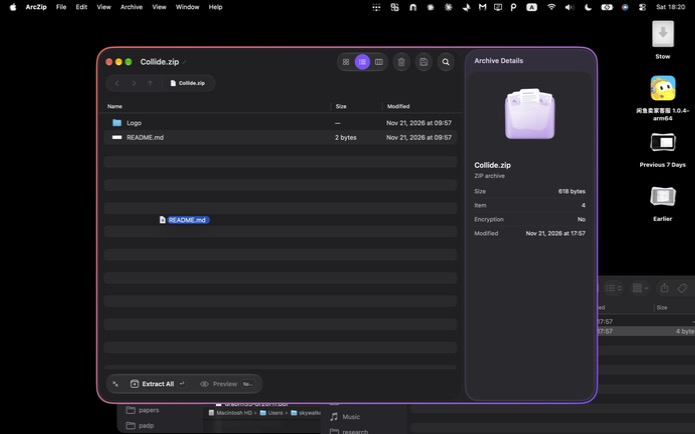 ArcZip File Edit View Archive View Window Help Sat 18:20
Collide.zip
Collide.zip
Name Size Modified
Logo — Nov 21, 2026 at 09:57
README.md 2 bytes Nov 21, 2026 at 09:57
README.md
Extract All Preview
Archive Details
Collide.zip
ZIP archive
Size 618 bytes
Item 4
Encryption No
Modified Nov 21, 2026 at 17:57
Stow
闲鱼卖家客服 1.0.4-
arm64
Previous 7 Days
Earlier
Size
17:57
17:57 4 byte
papers
padp
Macintosh HD Users skywalk
Music
research